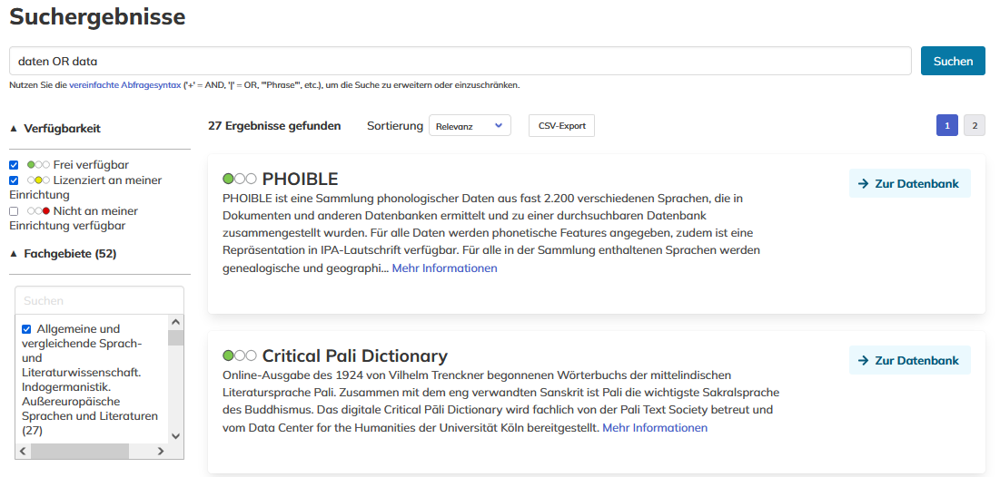 Suchergebnisse
daten OR data
Suchen
Nutzen Sie die vereinfachte Abfragesyntax ('+' = AND, '|' = OR, '"Phrase"', etc.), um die Suche zu erweitern oder einzuschränken.
▲ Verfügbarkeit
Frei verfügbar
Lizenziert an meiner
Einrichtung
Nicht an meiner
Einrichtung verfügbar
▲ Fachgebiete (52)
Suchen
Allgemeine und
vergleichende Sprach-
und
Literaturwissenschaft.
Indogermanistik.
Außereuropäische
Sprachen und Literaturen
(27)
27 Ergebnisse gefunden
Sortierung
Relevanz
CSV-Export
1
2
PHOIBLE
→ Zur Datenbank
PHOIBLE ist eine Sammlung phonologischer Daten aus fast 2.200 verschiedenen Sprachen, die in
Dokumenten und anderen Datenbanken ermittelt und zu einer durchsuchbaren Datenbank
zusammengestellt wurden. Für alle Daten werden phonetische Features angegeben, zudem ist eine
Repräsentation in IPA-Lautschrift verfügbar. Für alle in der Sammlung enthaltenen Sprachen werden
genealogische und geographi... Mehr Informationen
Critical Pali Dictionary
→ Zur Datenbank
Online-Ausgabe des 1924 von Vilhelm Trenckner begonnenen Wörterbuchs der mittelindischen
Literatursprache Pali. Zusammen mit dem eng verwandten Sanskrit ist Pali die wichtigste Sakralsprache
des Buddhismus. Das digitale Critical Pāli Dictionary wird fachlich von der Pali Text Society betreut und
vom Data Center for the Humanities der Universität Köln bereitgestellt. Mehr Informationen